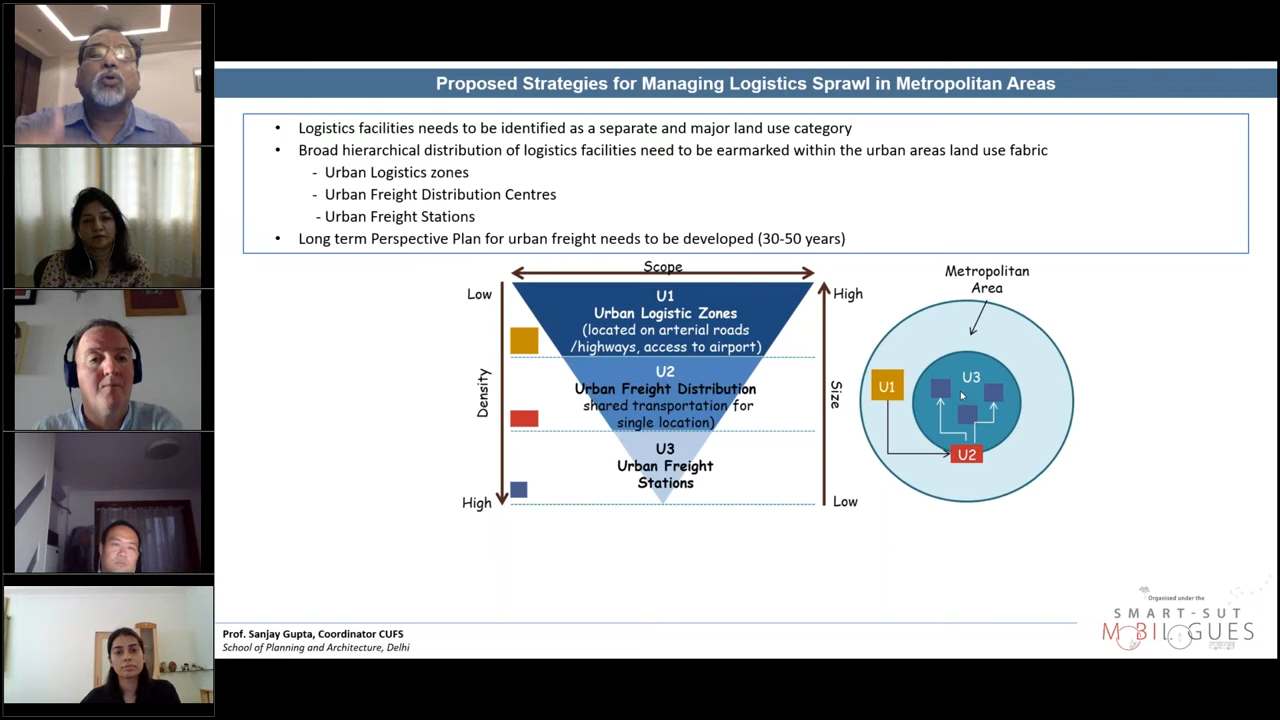 Proposed Strategies for Managing Logistics Sprawl in Metropolitan Areas
• Logistics facilities needs to be identified as a separate and major land use category
• Broad hierarchical distribution of logistics facilities need to be earmarked within the urban areas land use fabric
- Urban Logistics zones
- Urban Freight Distribution Centres
- Urban Freight Stations
• Long term Perspective Plan for urban freight needs to be developed (30-50 years)
Scope
Low
High
Density
U1
Urban Logistic Zones
(located on arterial roads
/highways, access to airport)
U2
Urban Freight Distribution
shared transportation for
single location)
U3
Urban Freight
Stations
High
Low
Size
Metropolitan
Area
U1
U3
U2
Prof. Sanjay Gupta, Coordinator CUFS
School of Planning and Architecture, Delhi
Organised under the
SMART-SUT
MOBILOGUES